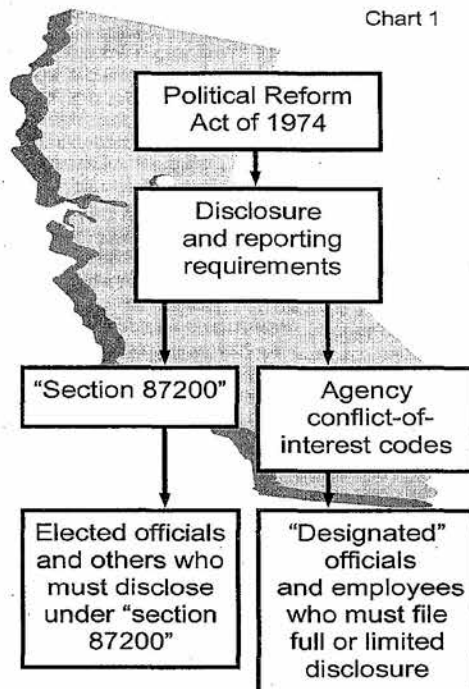 Chart 1
Political Reform
Act of 1974
Disclosure
and reporting
requirements
“Section 87200”
Agency
conflict-of-
interest codes
Elected officials
and others who
must disclose
under “section
87200”
“Designated”
officials
and employees
who must file
full or limited
disclosure